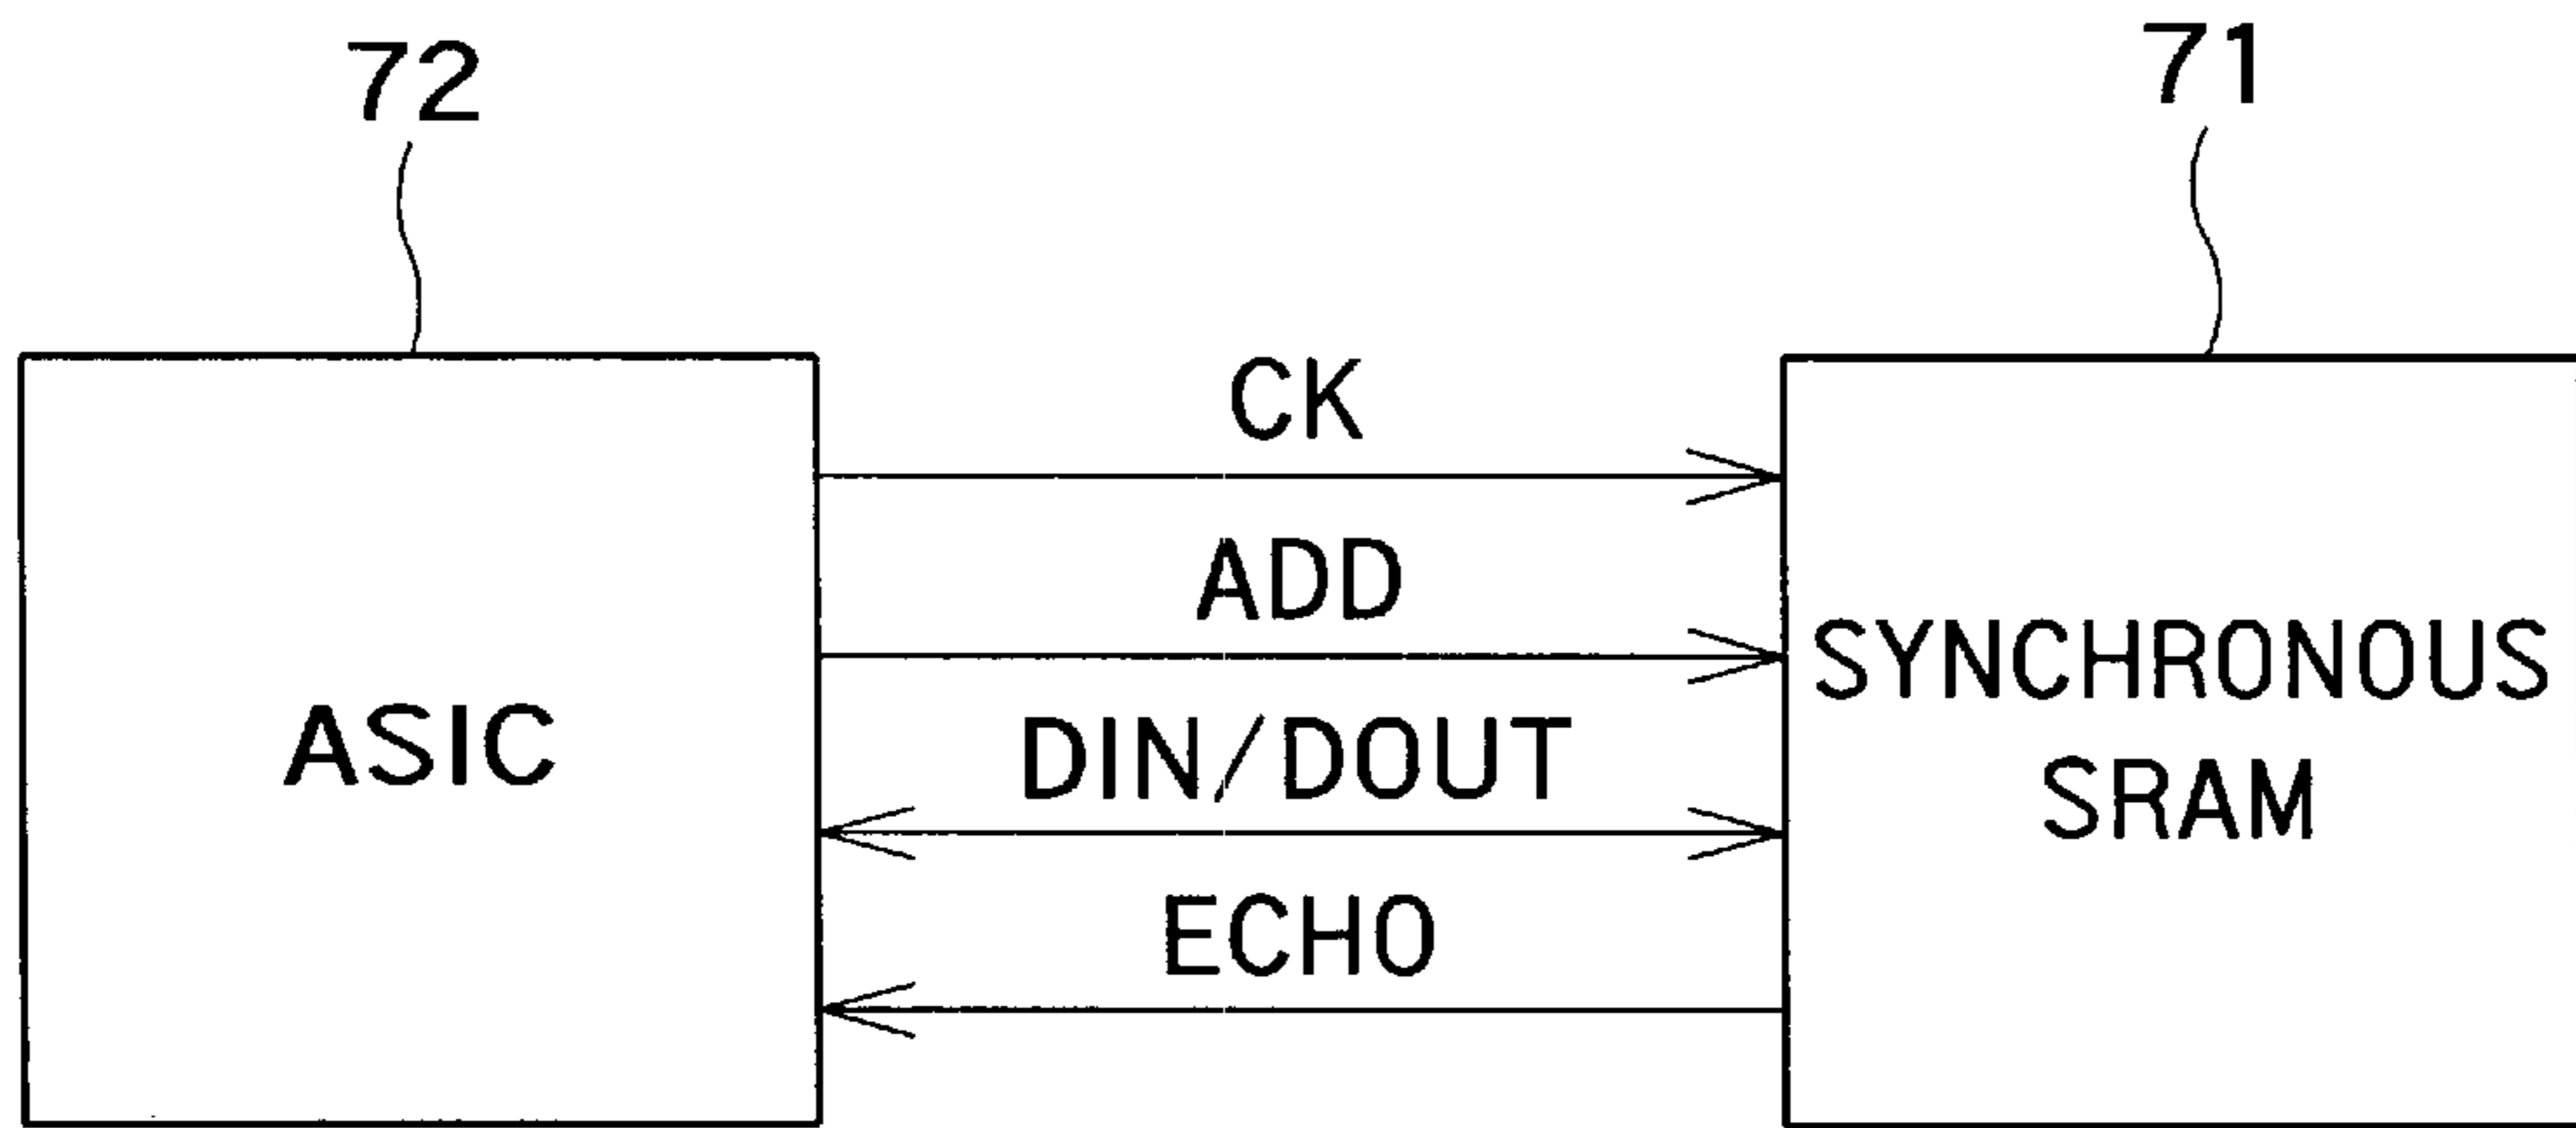 72
71
CK
ADD
DIN/DOUT
ECHO
ASIC
SYNCHRONOUS
SRAM